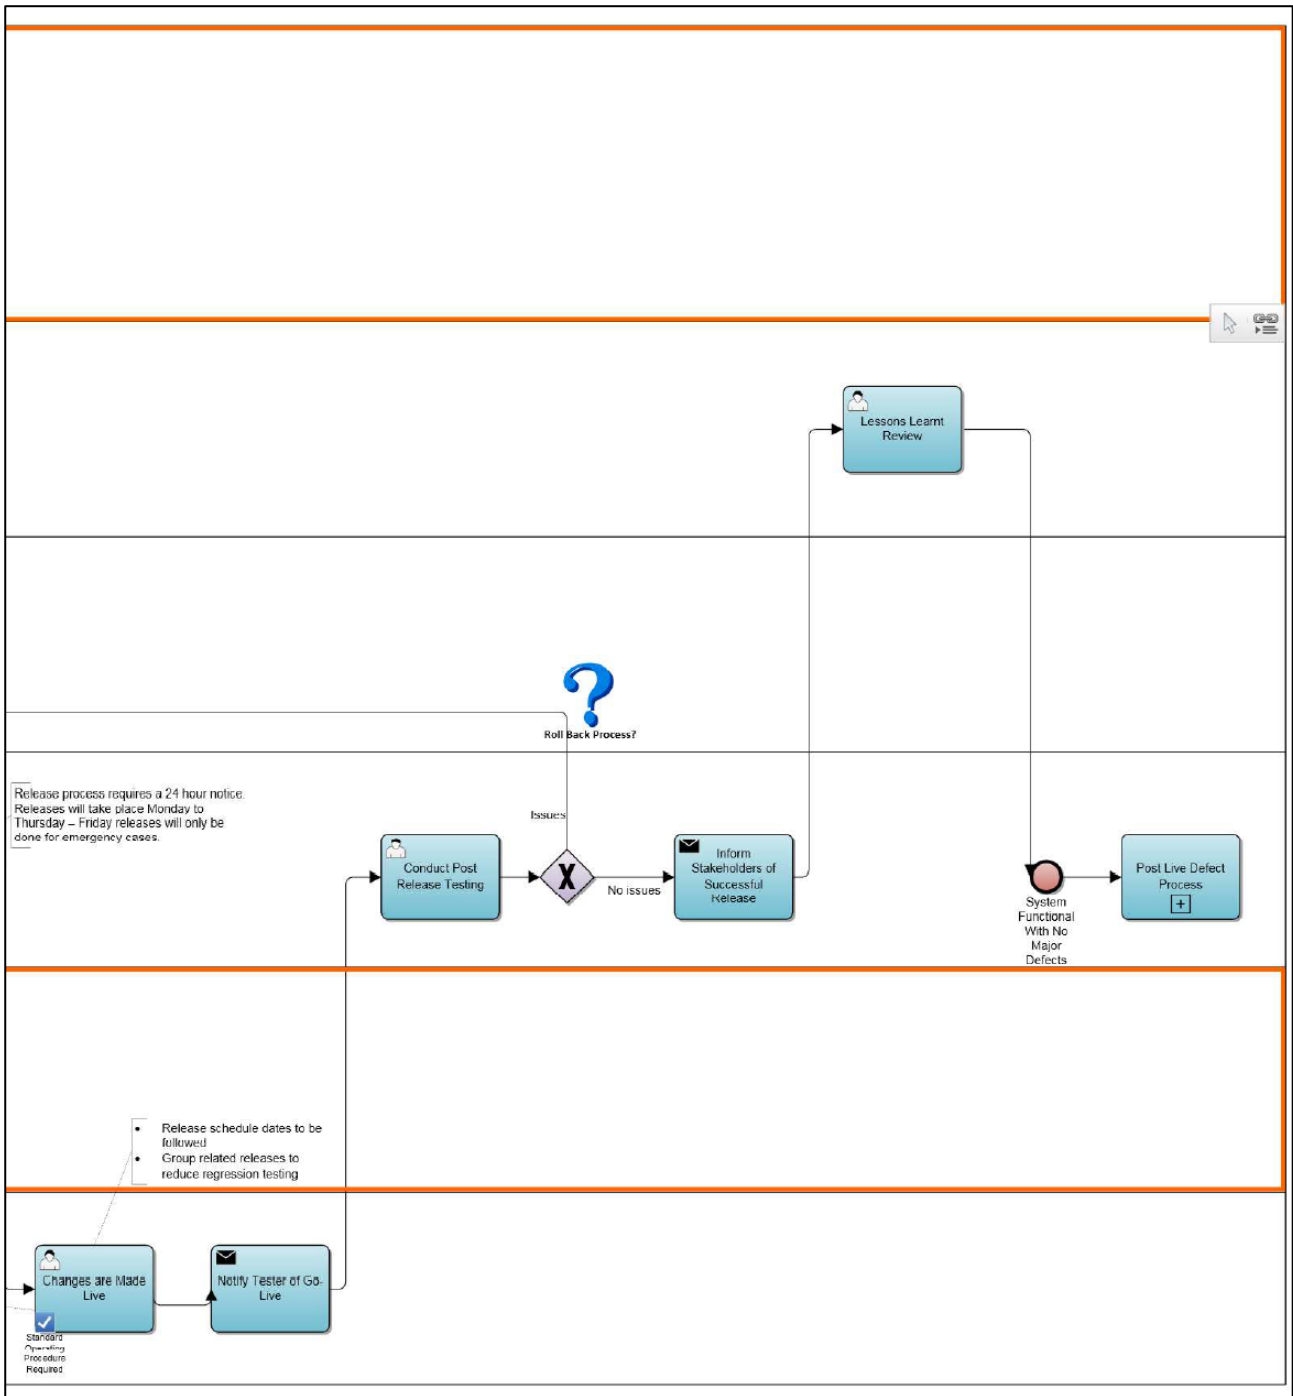 Lessons Learnt
Review
Roll Back Process?
Release process requires a 24 hour notice.
Releases will take place Monday to
Thursday – Friday releases will only be
done for emergency cases.
Issues
Conduct Post
Release Testing
X
No issues
Inform
Stakeholders of
Successful
Release
System
Functional
With No
Major
Defects
Post Live Defect
Process
• Release schedule dates to be
followed
• Group related releases to
reduce regression testing
Changes are Made
Live
Notify Tester of Go-
Live
Standard
Operating
Procedure
Required